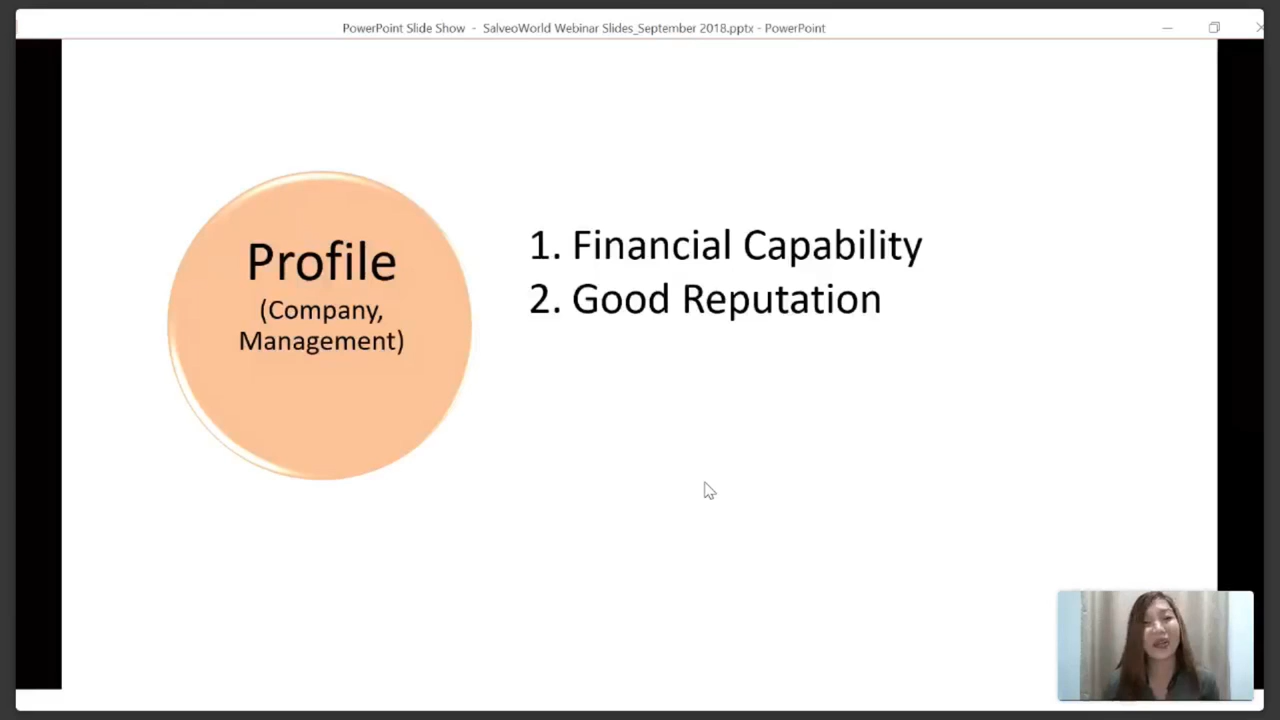 PowerPoint Slide Show - SalveoWorld Webinar Slides_September 2018.pptx - PowerPoint
Profile
(Company,
Management)
1. Financial Capability
2. Good Reputation